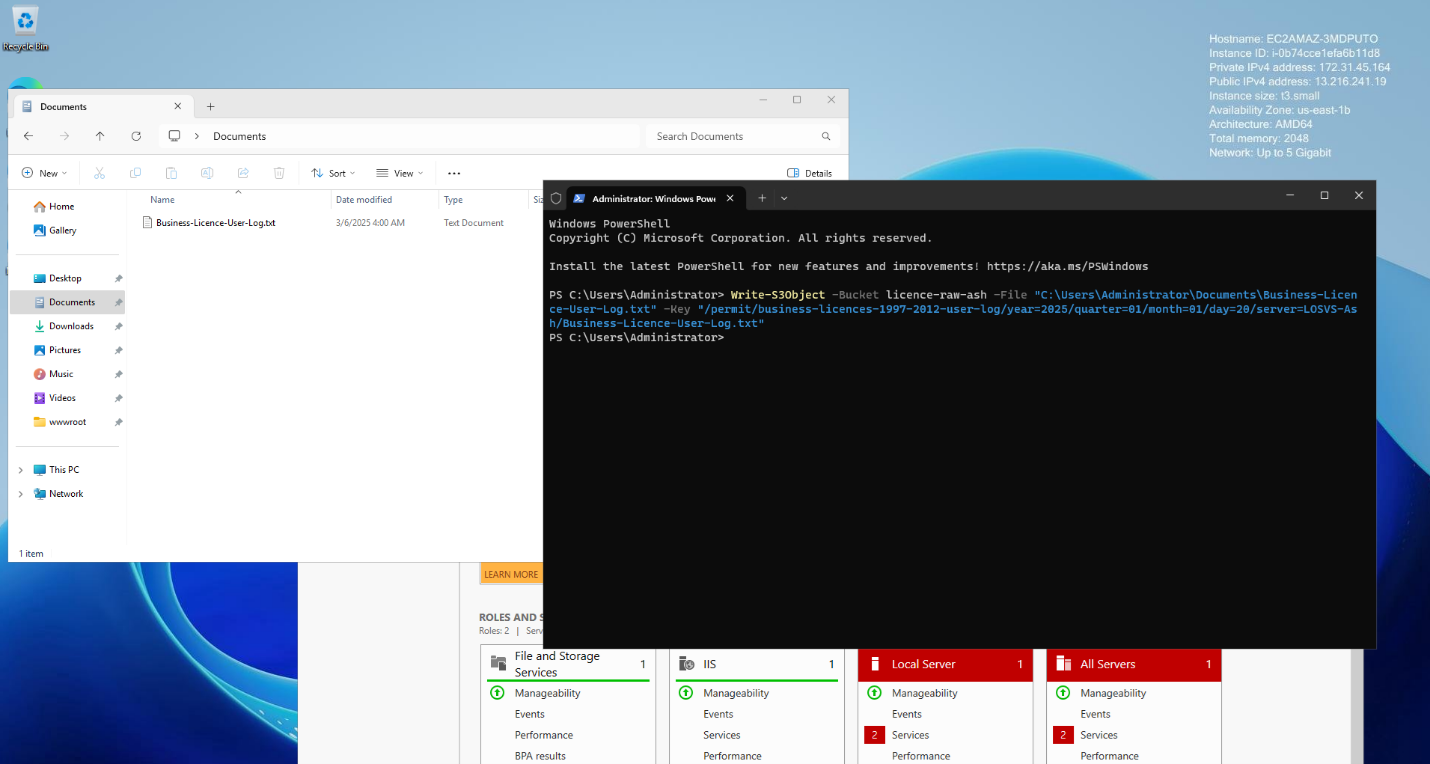 Recycle Bin
Hostname: EC2AMAZ-3MDPUTO
Instance ID: i-0b74cce1efa6b11d8
Private IPv4 address: 172.31.45.164
Public IPv4 address: 13.216.241.19
Instance size: t3.small
Availability Zone: us-east-1b
Architecture: AMD64
Total memory: 2048
Network: Up to 5 Gigabit
Documents
Documents
Search Documents
New
Sort
View
Details
Name Date modified Type
Business-Licence-User-Log.txt 3/6/2025 4:00 AM Text Document
Home
Gallery
Desktop
Documents
Downloads
Pictures
Music
Videos
wwwroot
This PC
Network
1 item
Administrator: Windows Powe
Windows PowerShell
Copyright (C) Microsoft Corporation. All rights reserved.
Install the latest PowerShell for new features and improvements! https://aka.ms/PSWindows
PS C:\Users\Administrator> Write-S3Object -Bucket licence-raw-ash -File "C:\Users\Administrator\Documents\Business-Licen
ce-User-Log.txt" -Key "/permit/business-licences-1997-2012-user-log/year=2025/quarter=01/month=01/day=20/server=LOSVS-As
h/Business-Licence-User-Log.txt"
PS C:\Users\Administrator>
LEARN MORE
ROLES AND S
Roles: 2 | Serv
File and Storage
Services
1
Manageability
Events
Performance
BPA results
IIS 1
Manageability
Events
Services
Performance
Local Server 1
Manageability
Events
2 Services
Performance
All Servers 1
Manageability
Events
2 Services
Performance